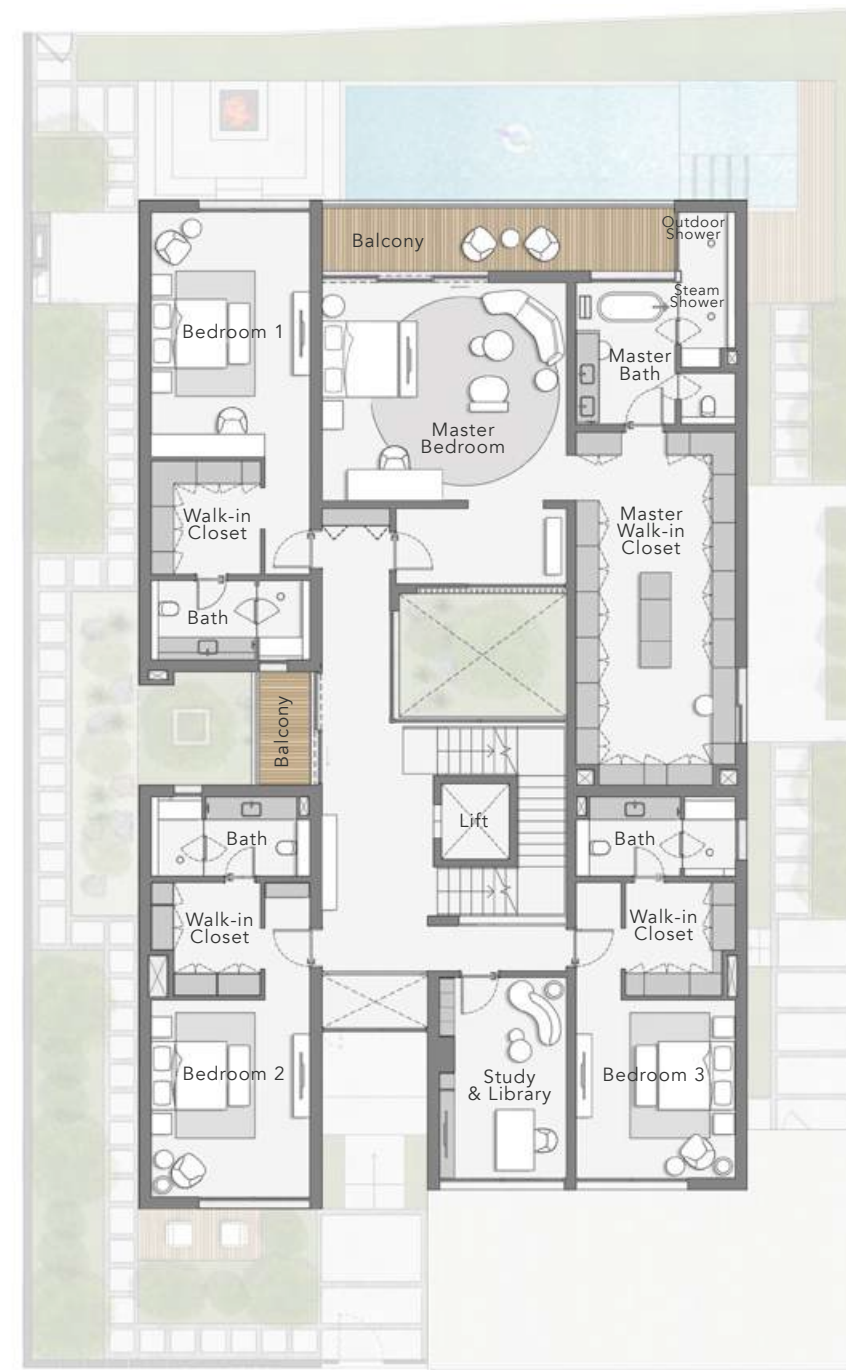 Outdoor
Shower
Balcony
Steam
Shower
Bedroom 1
Master
Bath
Master
Bedroom
Walk-in
Closet
Master
Walk-in
Closet
Bath
Balcony
Lift
Bath
Bath
Walk-in
Closet
Walk-in
Closet
Bedroom 2
Study
& Library
Bedroom 3